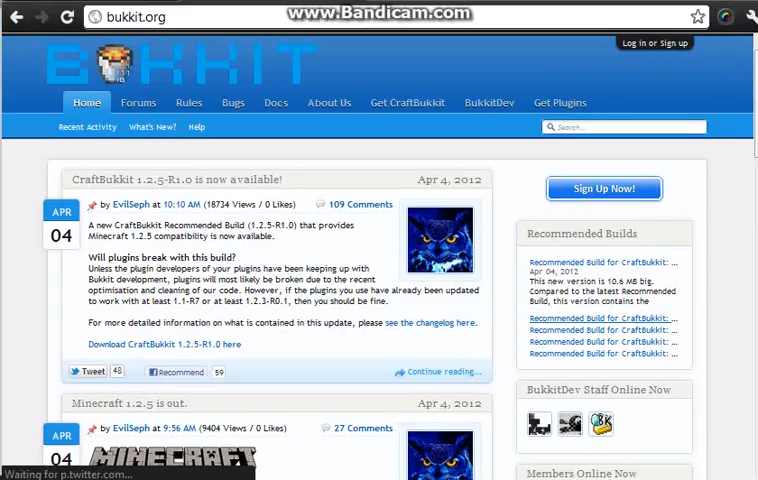 www.Bandicam.com
bukkit.org
Log in or Sign up
BUKKIT
Home Forums Rules Bugs Docs About Us Get CraftBukkit BukkitDev Get Plugins
Recent Activity What's New? Help
Search...
CraftBukkit 1.2.5-R1.0 is now available! Apr 4, 2012
APR
04
by EvilSeph at 10:10 AM (18734 Views / 0 Likes) 109 Comments
A new CraftBukkit Recommended Build (1.2.5-R1.0) that provides
Minecraft 1.2.5 compatibility is now available.
Will plugins break with this build?
Unless the plugin developers of your plugins have been keeping up with
Bukkit development, plugins will most likely be broken due to the recent
optimisation and cleaning of our code. However, if the plugins you use have already been updated
to work with at least 1.1-R7 or at least 1.2.3-R0.1, then you should be fine.
For more detailed information on what is contained in this update, please see the changelog here.
Download CraftBukkit 1.2.5-R1.0 here
Tweet 48 Recommend 59 Continue reading...
Minecraft 1.2.5 is out. Apr 4, 2012
APR
04
by EvilSeph at 9:56 AM (9404 Views / 0 Likes) 27 Comments
MINECRAFT
Waiting for p.twitter.com...
Sign Up Now!
Recommended Builds
Recommended Build for CraftBukkit: ...
Apr 04, 2012
This new version is 10.6 MB big.
Compared to the latest Recommended
Build, this version contains the
Recommended Build for CraftBukkit: ...
Recommended Build for CraftBukkit: ...
Recommended Build for CraftBukkit: ...
Recommended Build for CraftBukkit: ...
BukkitDev Staff Online Now
BK
Members Online Now